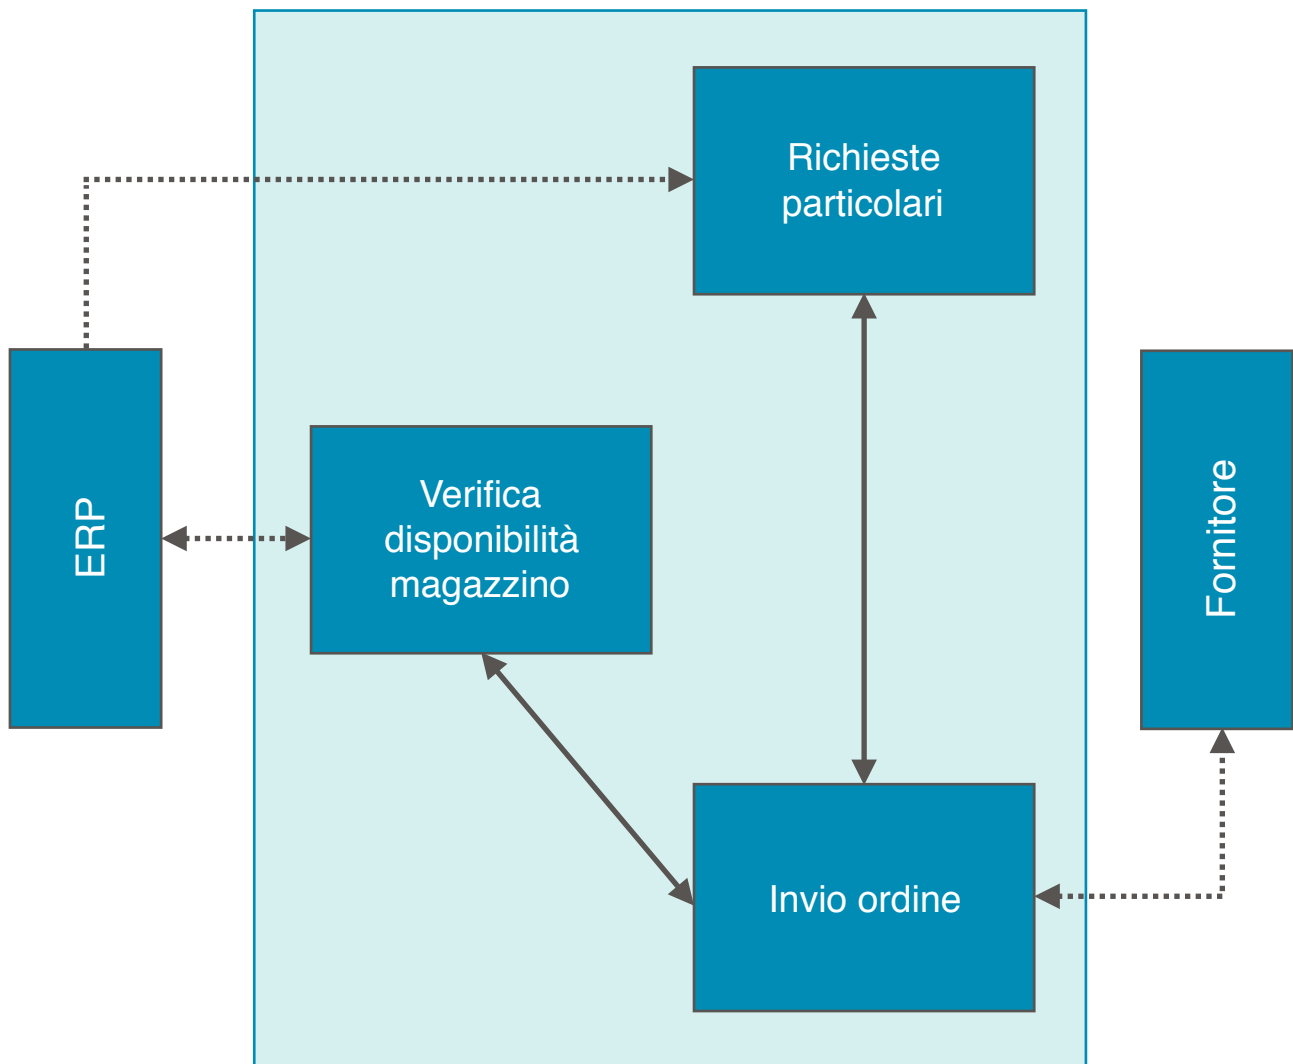 Richieste
particolari
ERP
Verifica
disponibilità
magazzino
Fornitore
Invio ordine